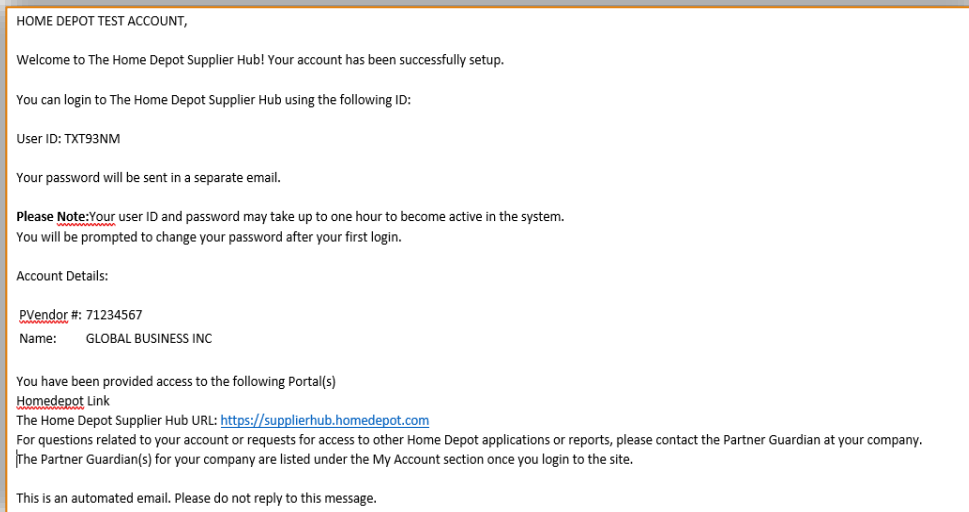 HOME DEPOT TEST ACCOUNT,
Welcome to The Home Depot Supplier Hub! Your account has been successfully setup.
You can login to The Home Depot Supplier Hub using the following ID:
User ID: TXT93NM
Your password will be sent in a separate email.
Please Note:Your user ID and password may take up to one hour to become active in the system.
You will be prompted to change your password after your first login.
Account Details:
PVendor #: 71234567
Name: GLOBAL BUSINESS INC
You have been provided access to the following Portal(s)
Homedepot Link
The Home Depot Supplier Hub URL: https://supplierhub.homedepot.com
For questions related to your account or requests for access to other Home Depot applications or reports, please contact the Partner Guardian at your company.
The Partner Guardian(s) for your company are listed under the My Account section once you login to the site.
This is an automated email. Please do not reply to this message.